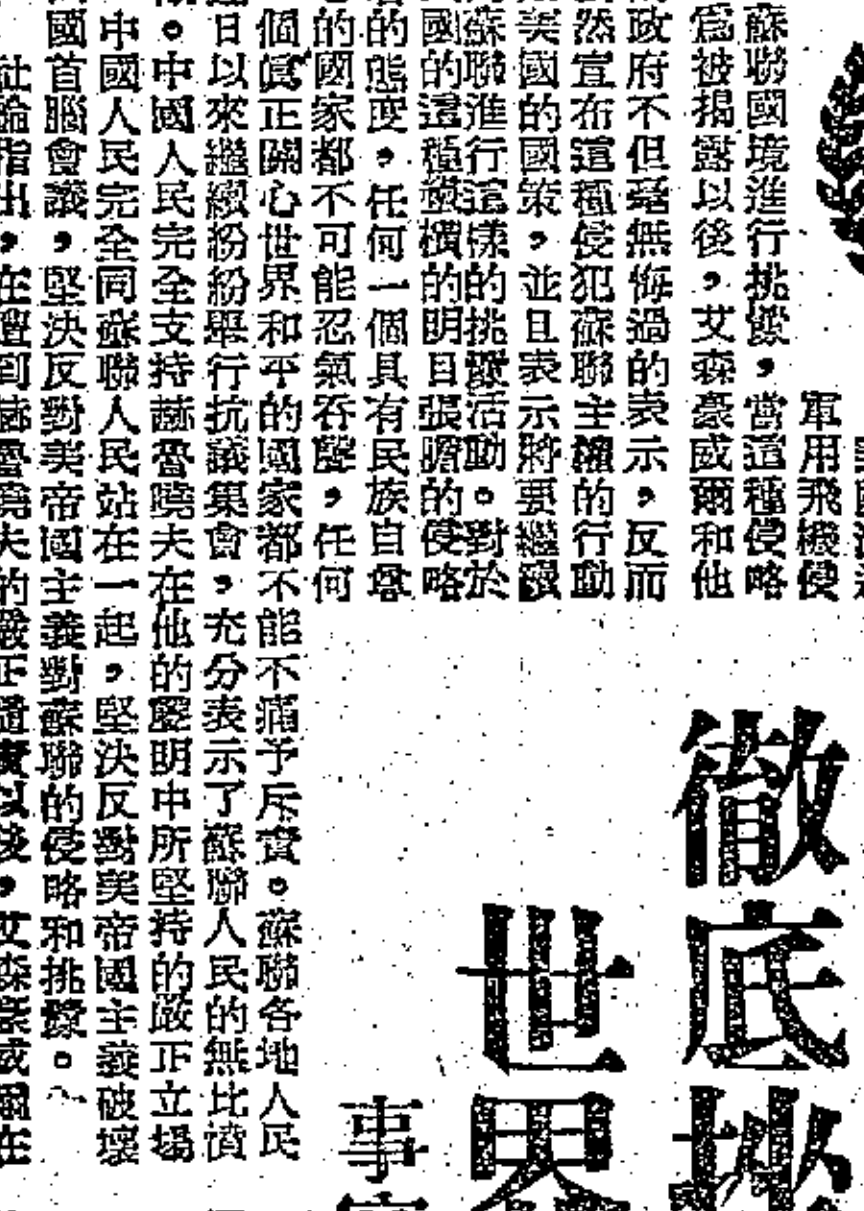 軍用飛機侵
蘇聯國境進行挑釁，當這種侵略
爲被揭露以後，艾森豪威爾和他
政府不但毫無悔過的表示，反而
然宣布這種侵犯蘇聯主權的行動
美國的國策，並且表示將要繼續
蘇聯進行這樣的挑釁活動。對於
國的這種蠻橫的明目張膽的侵略
的態度，任何一個具有民族自尊
的國家都不可能忍氣吞聲，任何
個眞正關心世界和平的國家都不能不痛予斥責。蘇聯各地人民
日以來繼續紛紛舉行抗議集會，充分表示了蘇聯人民的無比憤
。中國人民完全支持赫魯曉夫在他的聲明中所堅持的嚴正立場
中國人民完全同蘇聯人民站在一起，堅決反對美帝國主義破壞
國首腦會議，堅決反對美帝國主義對蘇聯的侵略和挑釁。
社論指出，在遭到赫魯曉夫的嚴正譴責以後，艾森豪威爾在
徹底挑
世界
事實